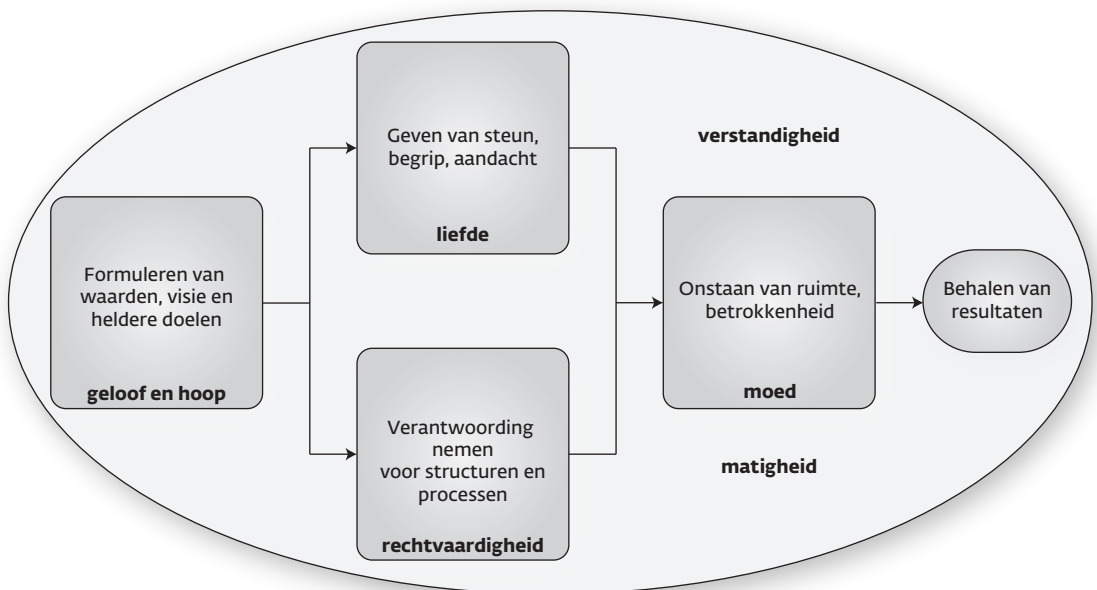 Formuleren van
waarden, visie en
heldere doelen
geloof en hoop
Geven van steun,
begrip, aandacht
liefde
Verantwoording
nemen
voor structuren en
processen
rechtvaardigheid
verstandigheid
Onstaan van ruimte,
betrokkenheid
moed
matigheid
Behalen van
resultaten